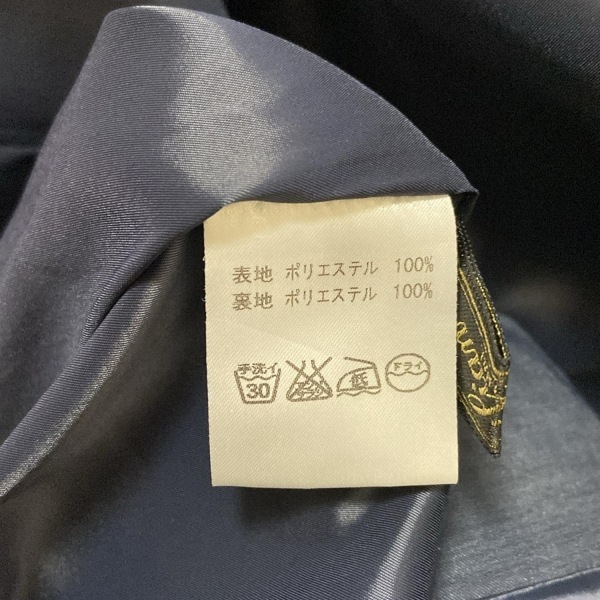 表地 ポリエステル 100%
裏地 ポリエステル 100%
手洗イ 30 低 ドライ